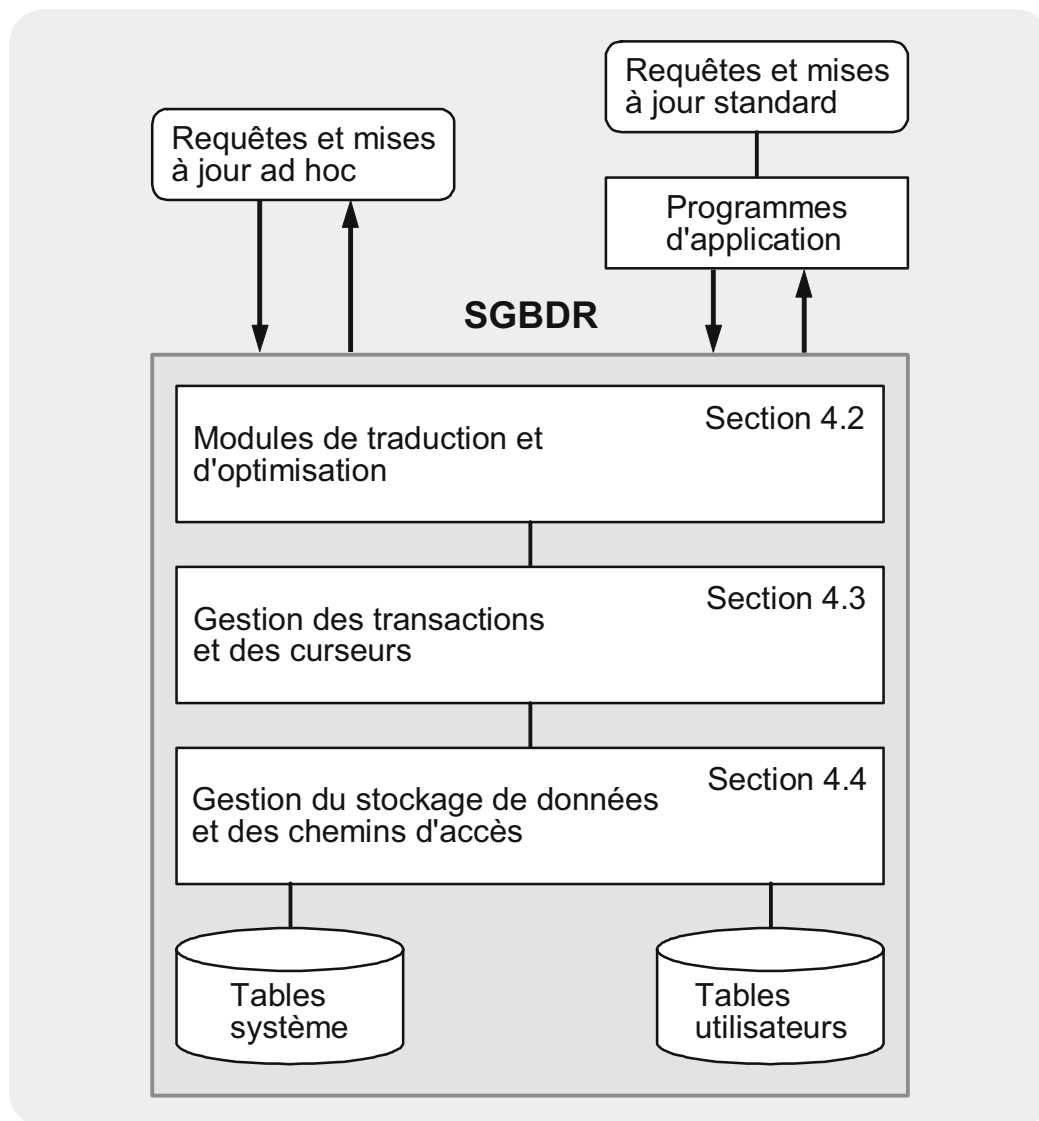 Requêtes et mises
à jour standard
Requêtes et mises
à jour ad hoc
Programmes
d'application
SGBDR
Section 4.2
Modules de traduction et
d'optimisation
Section 4.3
Gestion des transactions
et des curseurs
Section 4.4
Gestion du stockage de données
et des chemins d'accès
Tables
système
Tables
utilisateurs